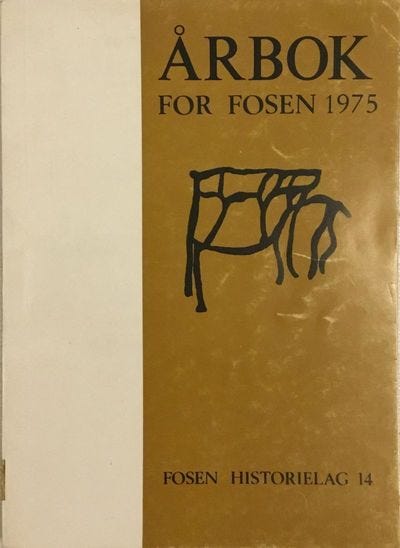 ÅRBOK
FOR FOSEN 1975
FOSEN HISTORIELAG 14